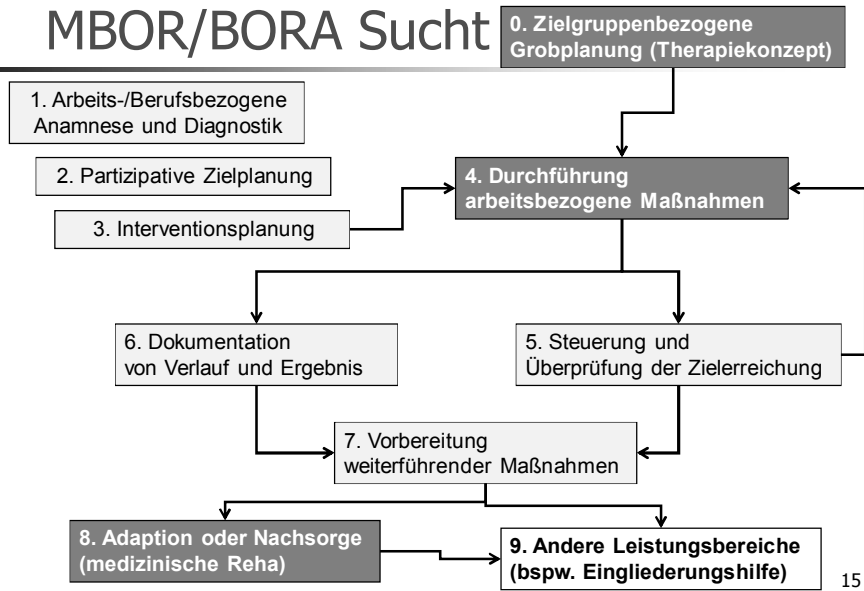 MBOR/BORA Sucht
0. Zielgruppenbezogene
Grobplanung (Therapiekonzept)
1. Arbeits-/Berufsbezogene
Anamnese und Diagnostik
2. Partizipative Zielplanung
3. Interventionsplanung
4. Durchführung
arbeitsbezogene Maßnahmen
6. Dokumentation
von Verlauf und Ergebnis
5. Steuerung und
Überprüfung der Zielerreichung
7. Vorbereitung
weiterführender Maßnahmen
8. Adaption oder Nachsorge
(medizinische Reha)
9. Andere Leistungsbereiche
(bspw. Eingliederungshilfe)
15